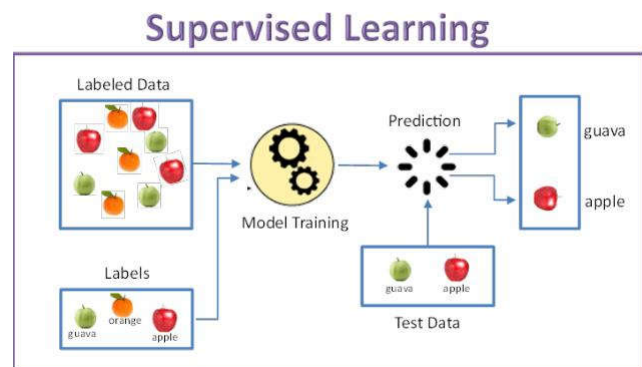 Supervised Learning
Labeled Data
Prediction
guava
apple
Model Training
Labels
guava
orange
apple
guava
apple
Test Data